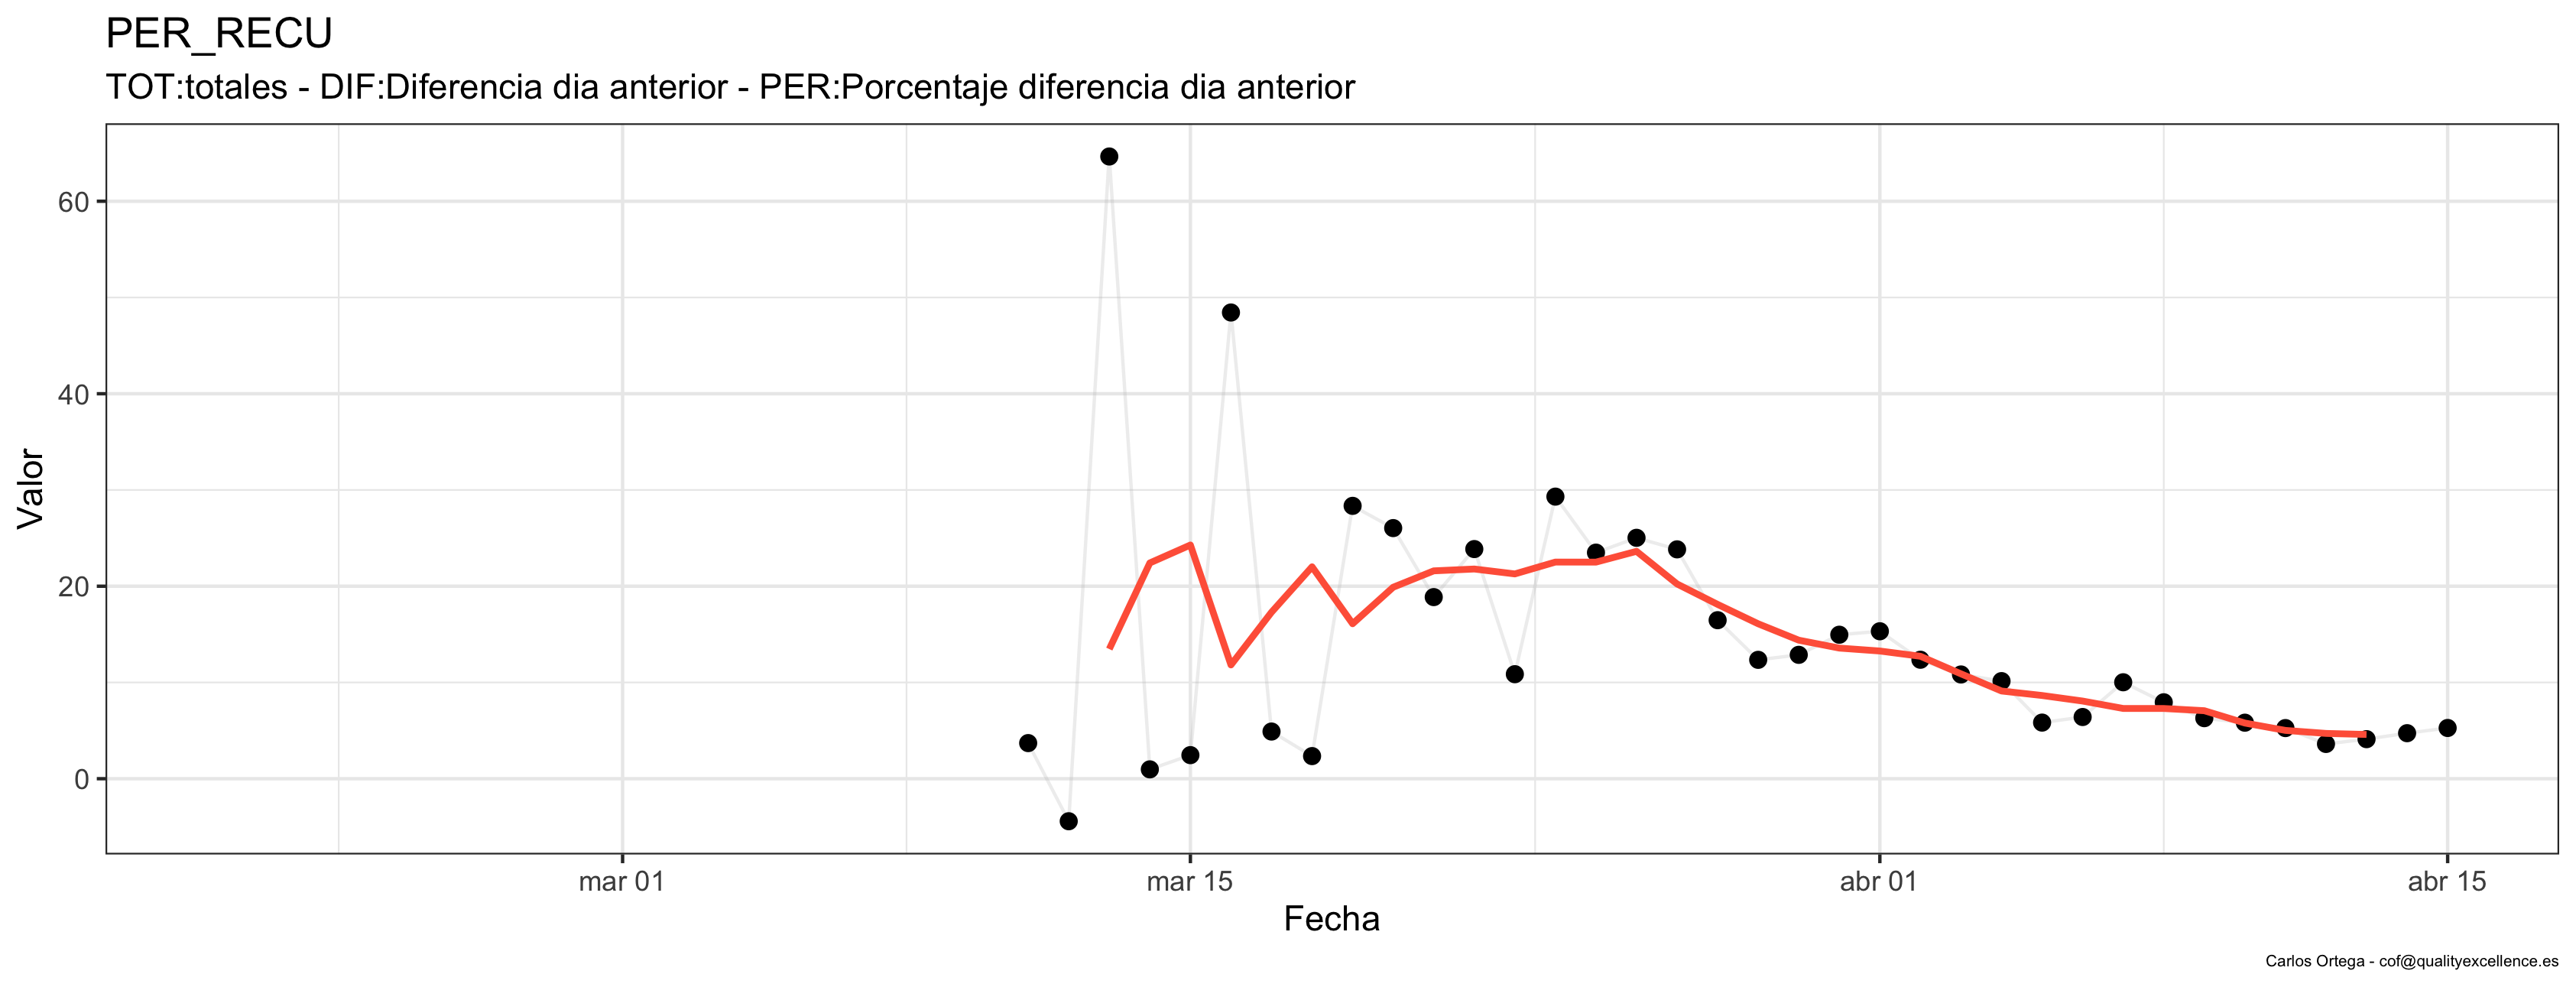 PER_RECU
TOT:totales - DIF:Diferencia dia anterior - PER:Porcentaje diferencia dia anterior
60
40
20
0
Valor
mar 01
mar 15
abr 01
abr 15
Fecha
Carlos Ortega - cof@qualityexcellence.es